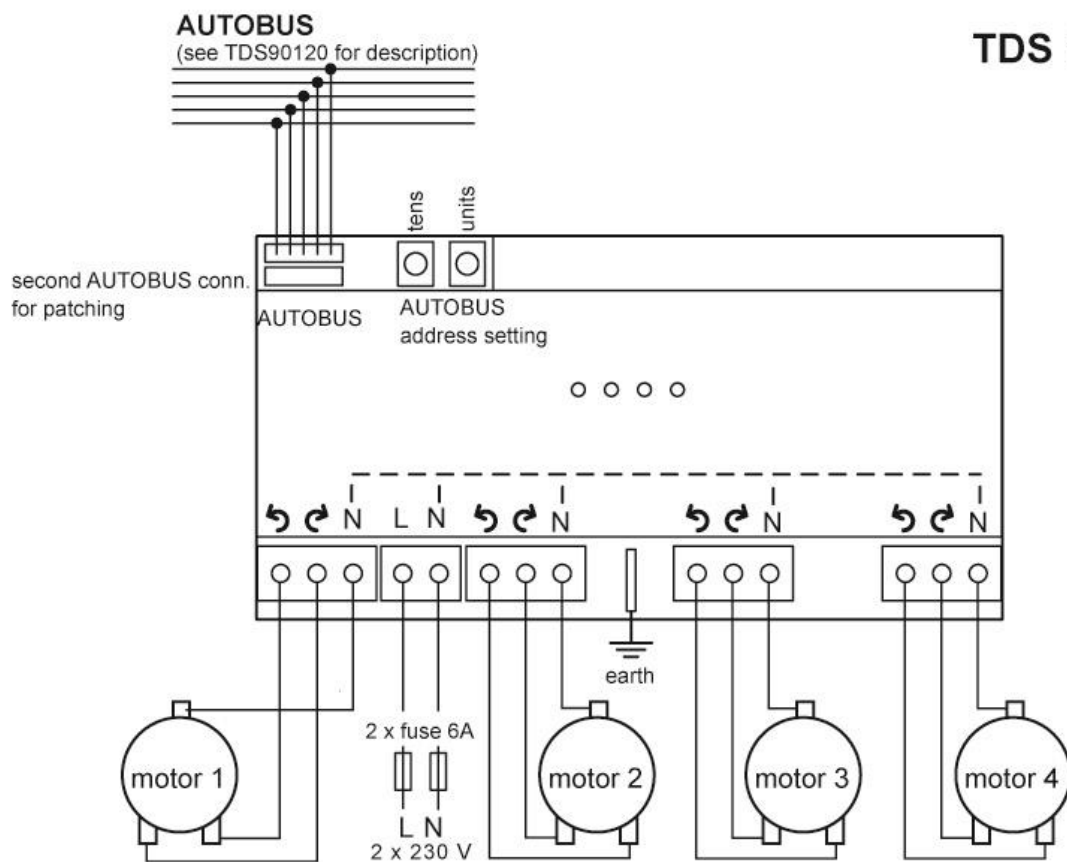 AUTOBUS
(see TDS90120 for description)
TDS
tens
units
second AUTOBUS conn.
for patching
AUTOBUS
AUTOBUS
address setting
N L N N N N
earth
2 x fuse 6A
motor 1
motor 2
motor 3
motor 4
L N
2 x 230 V